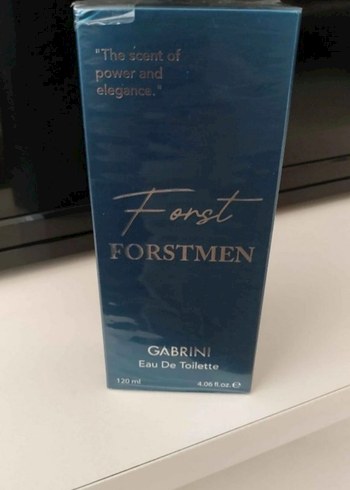 "The scent of
power and
elegance."
Forst
FORSTMEN
GABRINI
Eau De Toilette
120 ml 4.06 fl.oz.℮